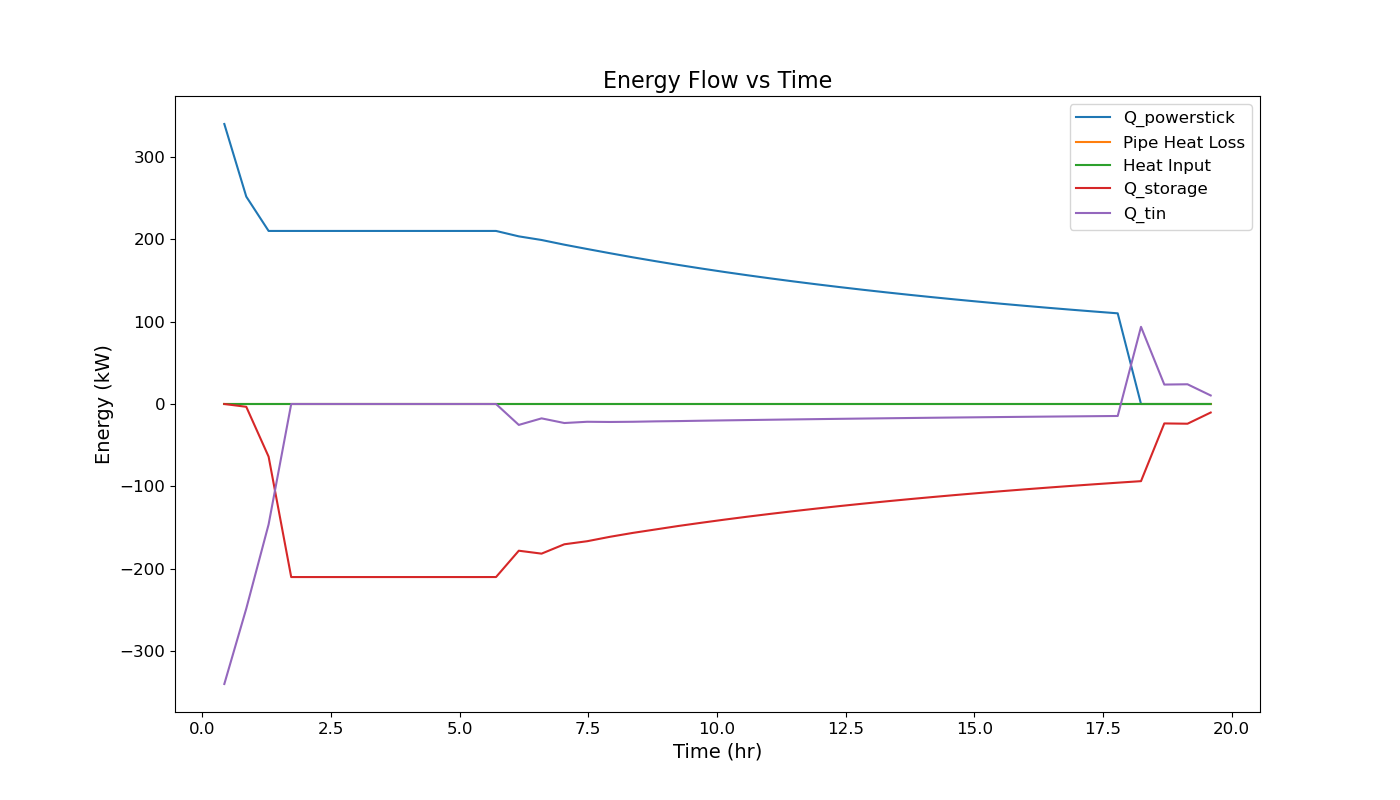 Energy Flow vs Time
Q_powerstick
Pipe Heat Loss
Heat Input
Q_storage
Q_tin
300
200
100
0
−100
−200
−300
Energy (kW)
0.0
2.5
5.0
7.5
10.0
12.5
15.0
17.5
20.0
Time (hr)